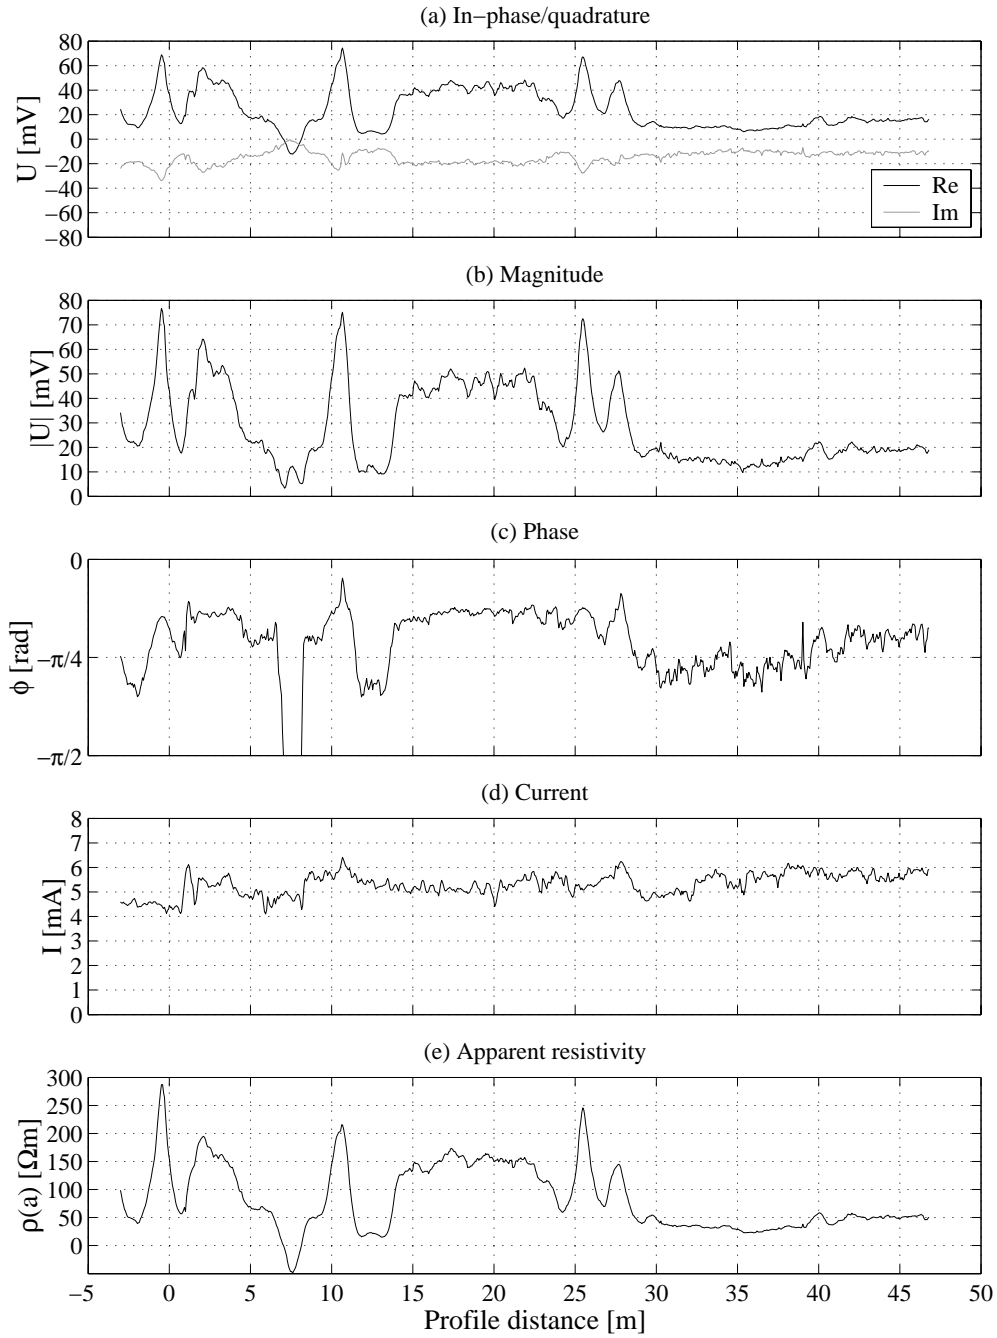 (a) In−phase/quadrature
80
60
40
20
0
−20
−40
−60
−80
U [mV]
Re
Im
(b) Magnitude
80
70
60
50
40
30
20
10
0
|U| [mV]
(c) Phase
0
−π/4
−π/2
ϕ [rad]
(d) Current
8
7
6
5
4
3
2
1
0
I [mA]
(e) Apparent resistivity
300
250
200
150
100
50
0
ρ(a) [Ωm]
−5 0 5 10 15 20 25 30 35 40 45 50
Profile distance [m]